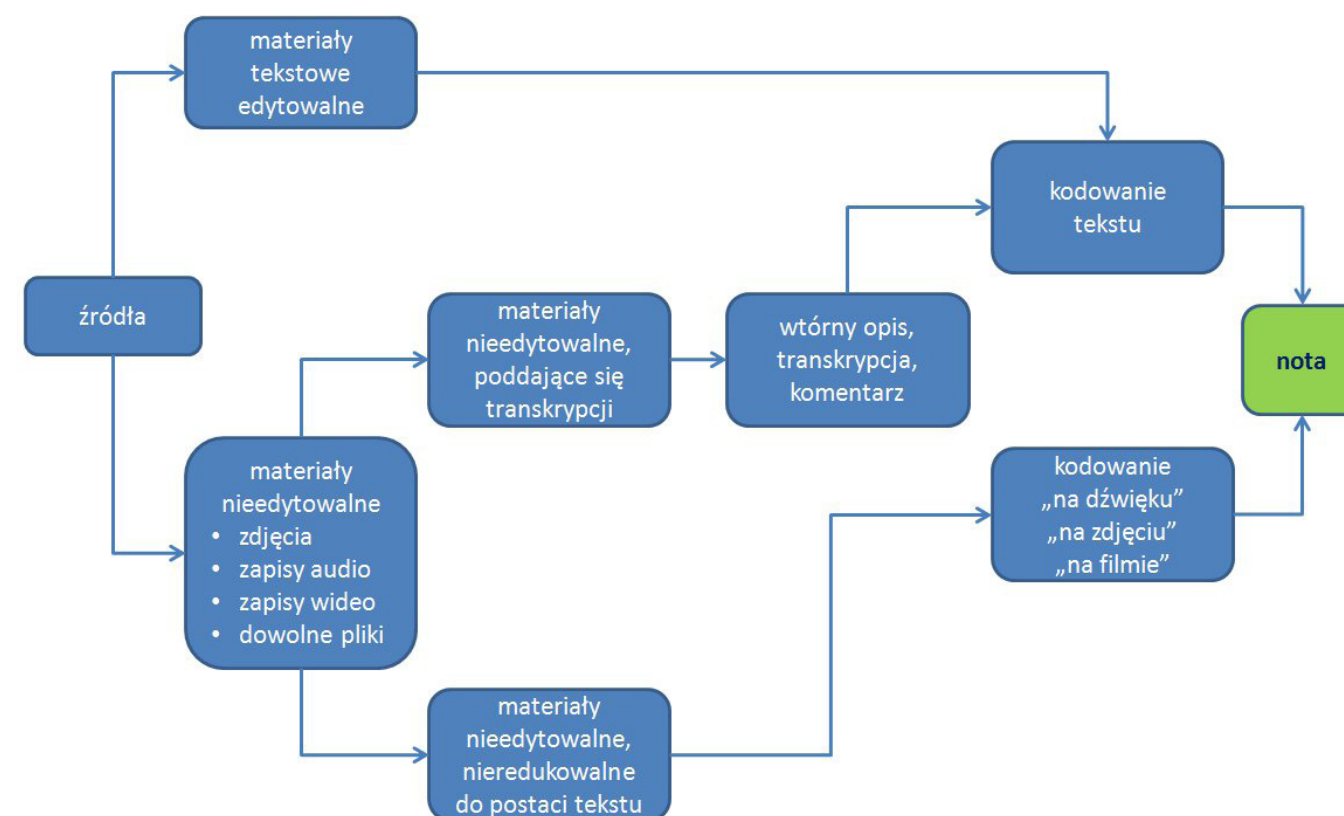 materiały
tekstowe
edytowalne
kodowanie
tekstu
źródła
materiały
nieedytowalne,
poddające się
transkrypcji
wtórny opis,
transkrypcja,
komentarz
nota
materiały
nieedytowalne
• zdjęcia
• zapisy audio
• zapisy wideo
• dowolne pliki
kodowanie
„na dźwięku”
„na zdjęciu”
„na filmie”
materiały
nieedytowalne,
nieredukowalne
do postaci tekstu